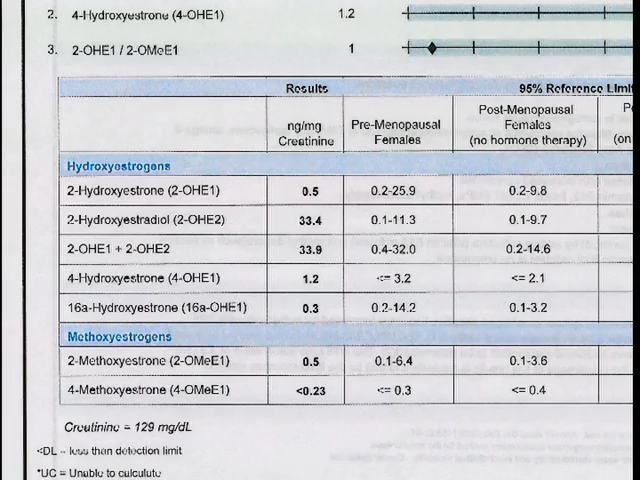 2. 4-Hydroxyestrone (4-OHE1) 1.2
3. 2-OHE1 / 2-OMeE1 1
Results 95% Reference Limi
ng/mg Creatinine Pre-Menopausal Females Post-Menopausal Females (no hormone therapy) (on
Hydroxyestrogens
2-Hydroxyestrone (2-OHE1) 0.5 0.2-25.9 0.2-9.8
2-Hydroxyestradiol (2-OHE2) 33.4 0.1-11.3 0.1-9.7
2-OHE1 + 2-OHE2 33.9 0.4-32.0 0.2-14.6
4-Hydroxyestrone (4-OHE1) 1.2 <= 3.2 <= 2.1
16a-Hydroxyestrone (16a-OHE1) 0.3 0.2-14.2 0.1-3.2
Methoxyestrogens
2-Methoxyestrone (2-OMeE1) 0.5 0.1-6.4 0.1-3.6
4-Methoxyestrone (4-OMeE1) <0.23 <= 0.3 <= 0.4
Creatinine = 129 mg/dL
<DL = less than detection limit
*UC = Unable to calculate